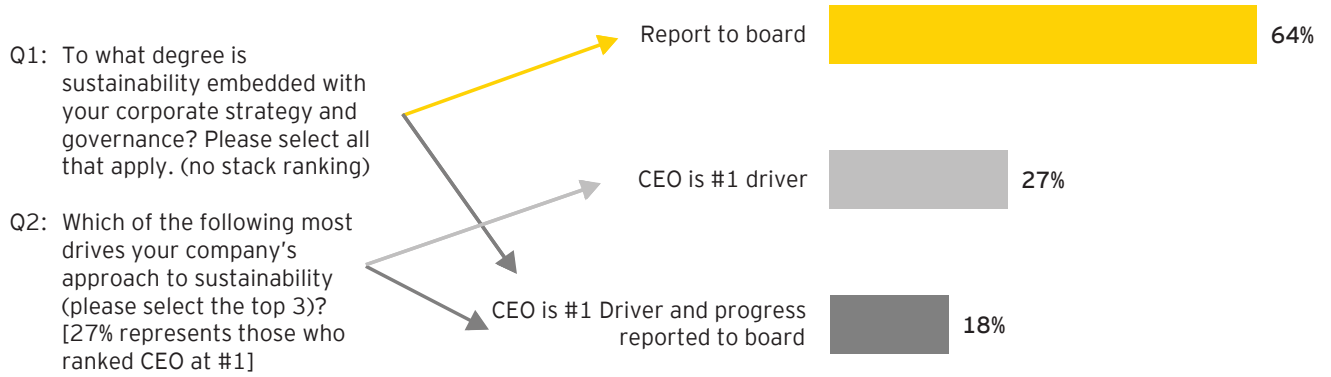 Q1: To what degree is
sustainability embedded with
your corporate strategy and
governance? Please select all
that apply. (no stack ranking)
Q2: Which of the following most
drives your company's
approach to sustainability
(please select the top 3)?
[27% represents those who
ranked CEO at #1]
Report to board
64%
CEO is #1 driver
27%
CEO is #1 Driver and progress
reported to board
18%